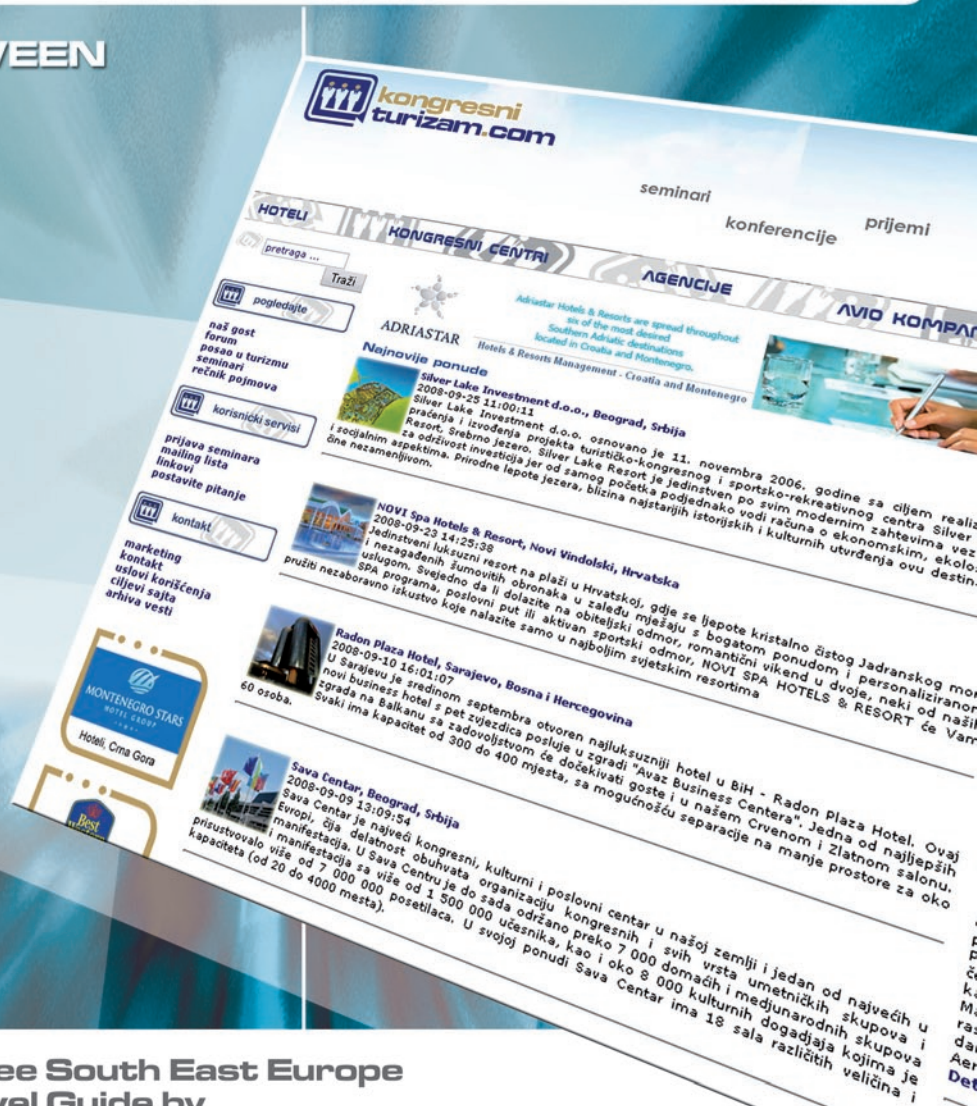 kongresni
turizam.com
seminari
konferencije
prijemi
HOTELI
KONGRESNI CENTRI
AGENCIJE
AVIO
pretraga ...
Traži
pogledajte
naš gost
forum
posao u turizmu
seminari
rečnik pojmova
korisnički servisi
prijava seminara
mailing lista
linkovi
postavite pitanje
kontakt
marketing
kontakt
uslovi korišćenja
ciljevi sajta
arhiva vesti
MONTENEGRO STARS
HOTEL GROUP
Hoteli, Crna Gora
Best
ADRIASTAR
Adriastar Hotels & Resorts are spread throughout
six of the most desired
Southern Adriatic destinations
located in Croatia and Montenegro.
Hotels & Resorts Management - Croatia and Montenegro
Najnovije ponude
Silver Lake Investment d.o.o., Beograd, Srbija
2008-09-25 11:00:11
Silver Lake Investment d.o.o. osnovano je 11. novembra 2006. godine sa ciljem
praćenja i izvođenja projekta turističko-kongresnog i sportsko-rekreativnog centra Silver
Resort, Srebrno jezero. Silver Lake Resort je jedinstven po svim modernim zahtevima
za održivost investicija jer od samog početka podjednako vodi računa o ekonomskim,
i socijalnim aspektima. Prirodne lepote jezera, blizina najstarijih istorijskih i kulturnih utvrđenja ovu
čine nezamenljivom.
NOVI Spa Hotels & Resort, Novi Vindolski, Hrvatska
2008-09-23 14:25:38
Jedinstveni luksuzni resort na plaži u Hrvatskoj, gdje se ljepote kristalno čistog Jadranskog
i nezagađenih šumovitih obronaka u zaleđu mješaju s bogatom ponudom i personaliziranom
uslugom. Svejedno da li dolazite na obiteljski odmor, romantični vikend u dvoje, neki od naših
SPA programa, poslovni put ili aktivan sportski odmor, NOVI SPA HOTELS & RESORT će Vam
pružiti nezaboravno iskustvo koje nalazite samo u najboljim svjetskim resortima
Radon Plaza Hotel, Sarajevo, Bosna i Hercegovina
2008-09-10 16:01:07
U Sarajevu je sredinom septembra otvoren najluksuzniji hotel u BiH - Radon Plaza Hotel. Ovaj
novi business hotel s pet zvjezdica posluje u zgradi "Avaz Business Centera". Jedna od najljepših
zgrada na Balkanu sa zadovoljstvom će dočekivati goste i u našem Crvenom i Zlatnom salonu.
Svaki ima kapacitet od 300 do 400 mjesta, sa mogućnošću separacije na manje prostore za oko
60 osoba.
Sava Centar, Beograd, Srbija
2008-09-09 13:09:54
Sava Centar je najveći kongresni, kulturni i poslovni centar u našoj zemlji i jedan od najvećih u
Evropi, čija delatnost obuhvata organizaciju kongresnih i svih vrsta umetničkih skupova i
manifestacija. U Sava Centru je do sada održano preko 7 000 domaćih i medjunarodnih skupova
i manifestacija sa više od 1 500 000 učesnika, kao i oko 8 000 kulturnih dogadjaja kojima je
prisustvovalo više od 7 000 000 posetilaca. U svojoj ponudi Sava Centar ima 18 sala različitih veličina i
kapaciteta (od 20 do 4000 mesta).
South East Europe
Guide by